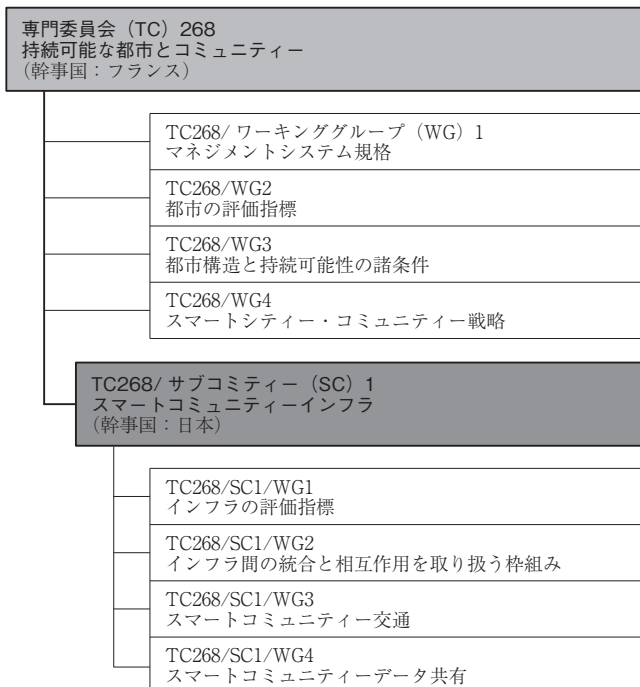 専門委員会（TC）268
持続可能な都市とコミュニティー
（幹事国：フランス）
TC268/ ワーキンググループ（WG）1
マネジメントシステム規格
TC268/WG2
都市の評価指標
TC268/WG3
都市構造と持続可能性の諸条件
TC268/WG4
スマートシティー・コミュニティー戦略
TC268/ サブコミティー（SC）1
スマートコミュニティーインフラ
（幹事国：日本）
TC268/SC1/WG1
インフラの評価指標
TC268/SC1/WG2
インフラ間の統合と相互作用を取り扱う枠組み
TC268/SC1/WG3
スマートコミュニティー交通
TC268/SC1/WG4
スマートコミュニティーデータ共有